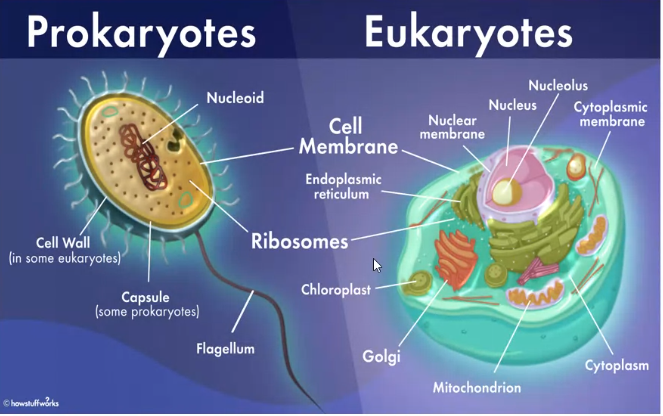 Prokaryotes
Eukaryotes
Nucleoid
Nucleolus
Nucleus
Cytoplasmic
membrane
Nuclear
membrane
Cell
Membrane
Endoplasmic
reticulum
Ribosomes
Cell Wall
(in some eukaryotes)
Capsule
(some prokaryotes)
Flagellum
Chloroplast
Golgi
Mitochondrion
Cytoplasm
© howstuffworks